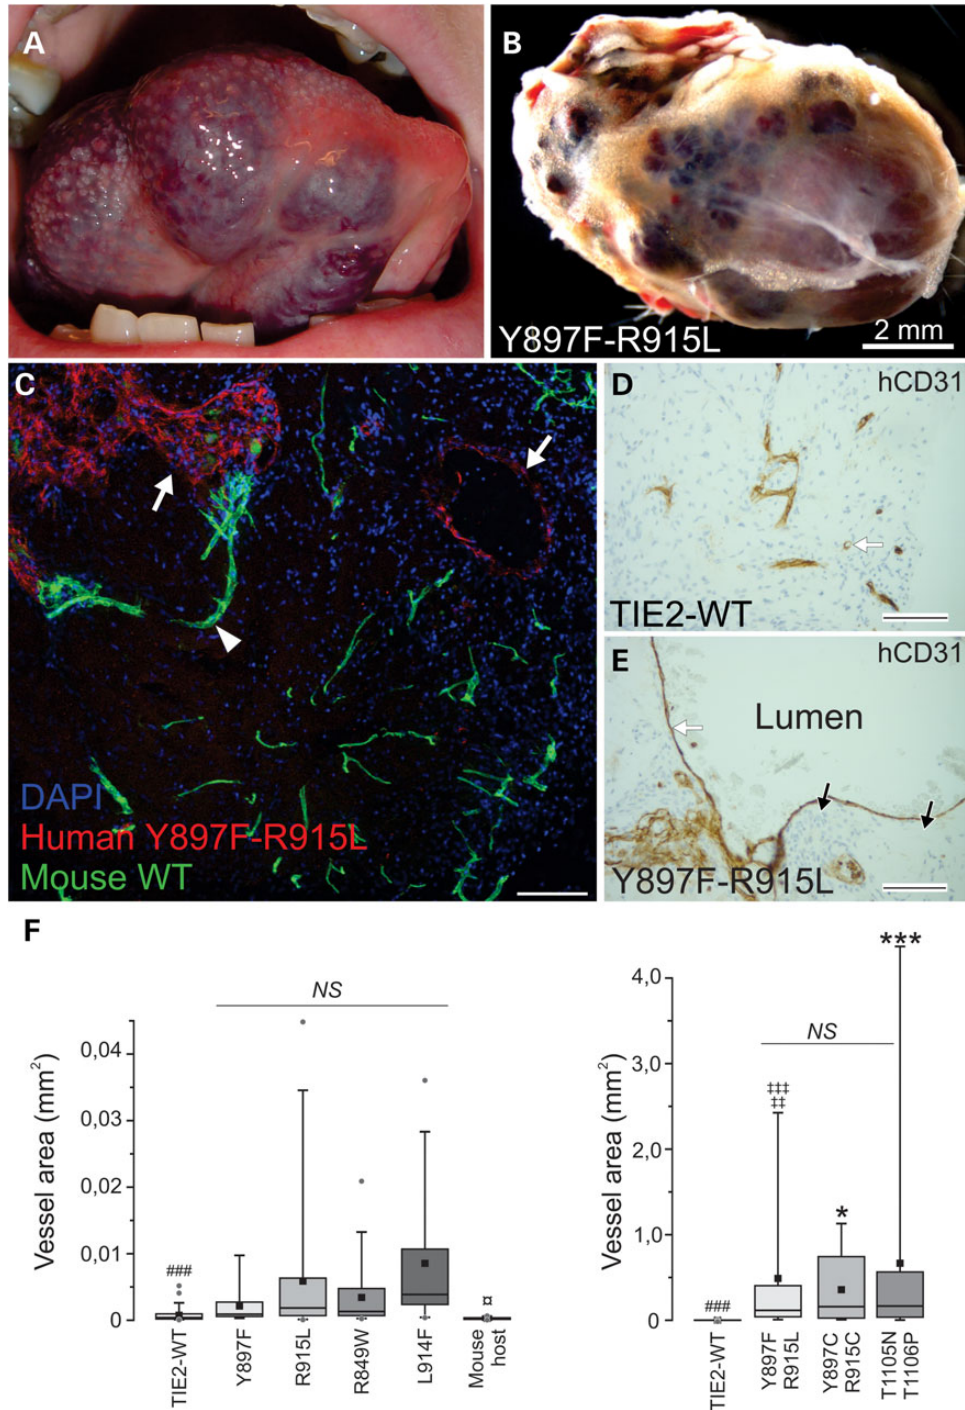 A
B
Y897F-R915L
2 mm
C
DAPI
Human Y897F-R915L
Mouse WT
D
hCD31
TIE2-WT
E
hCD31
Lumen
Y897F-R915L
F
NS
Vessel area (mm²)
0,04
0,03
0,02
0,01
0
###
¤
TIE2-WT
Y897F
R915L
R849W
L914F
Mouse
host
***
NS
Vessel area (mm²)
4,0
3,0
2,0
1,0
0
###
‡‡‡
‡‡
*
TIE2-WT
Y897F
R915L
Y897C
R915C
T1105N
T1106P